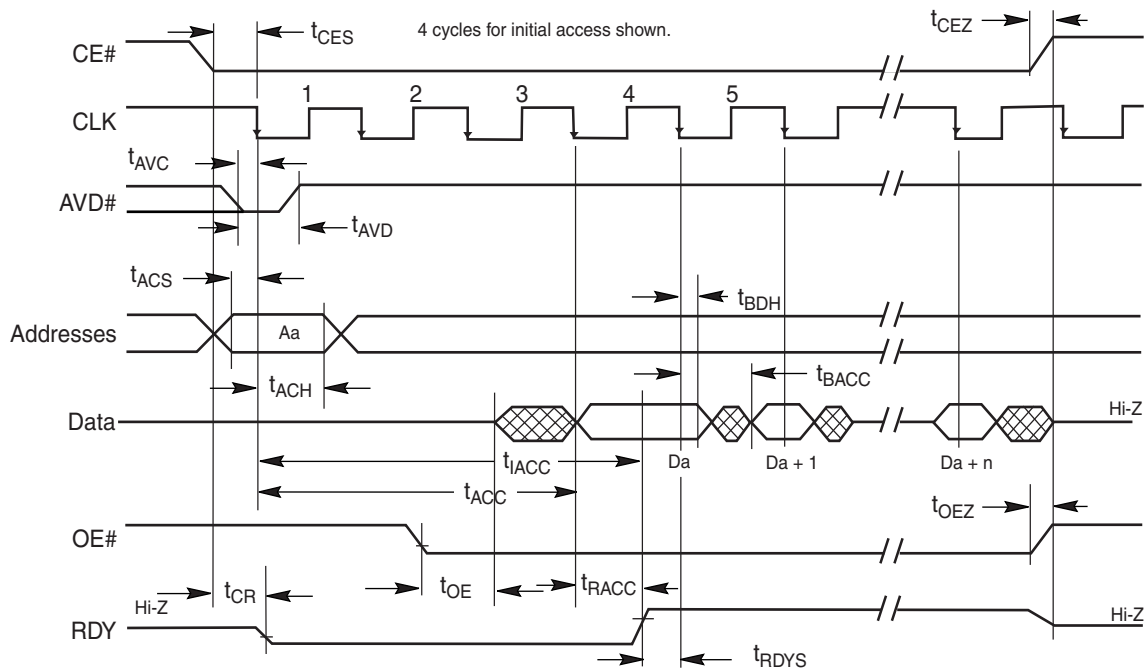 tCES
4 cycles for initial access shown.
tCEZ
CE#
1 2 3 4 5
CLK
tAVC
AVD#
tAVD
tACS
tBDH
Addresses
Aa
tACH
tBACC
Data
Hi-Z
tIACC
Da
Da + 1
Da + n
tACC
tOEZ
OE#
tOE
tRACC
tCR
Hi-Z
Hi-Z
RDY
tRDYS